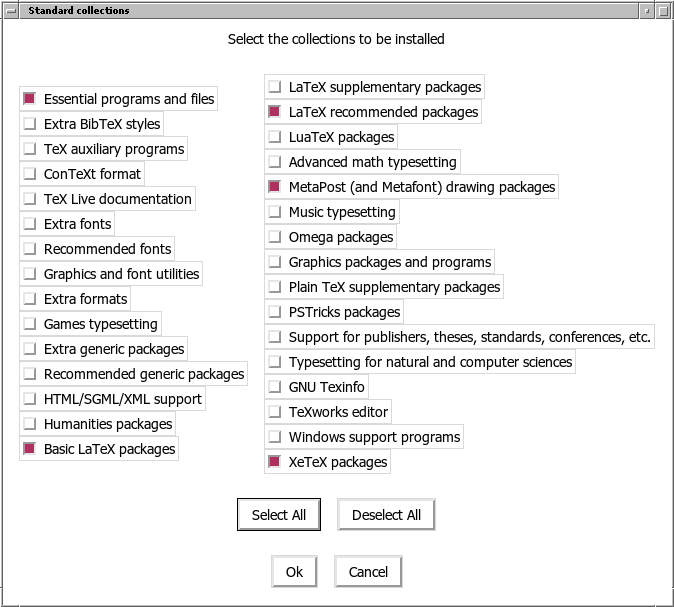 Standard collections
Select the collections to be installed
Essential programs and files
Extra BibTeX styles
TeX auxiliary programs
ConTeXt format
TeX Live documentation
Extra fonts
Recommended fonts
Graphics and font utilities
Extra formats
Games typesetting
Extra generic packages
Recommended generic packages
HTML/SGML/XML support
Humanities packages
Basic LaTeX packages
LaTeX supplementary packages
LaTeX recommended packages
LuaTeX packages
Advanced math typesetting
MetaPost (and Metafont) drawing packages
Music typesetting
Omega packages
Graphics packages and programs
Plain TeX supplementary packages
PSTricks packages
Support for publishers, theses, standards, conferences, etc.
Typesetting for natural and computer sciences
GNU Texinfo
TeXworks editor
Windows support programs
XeTeX packages
Select All
Deselect All
Ok
Cancel